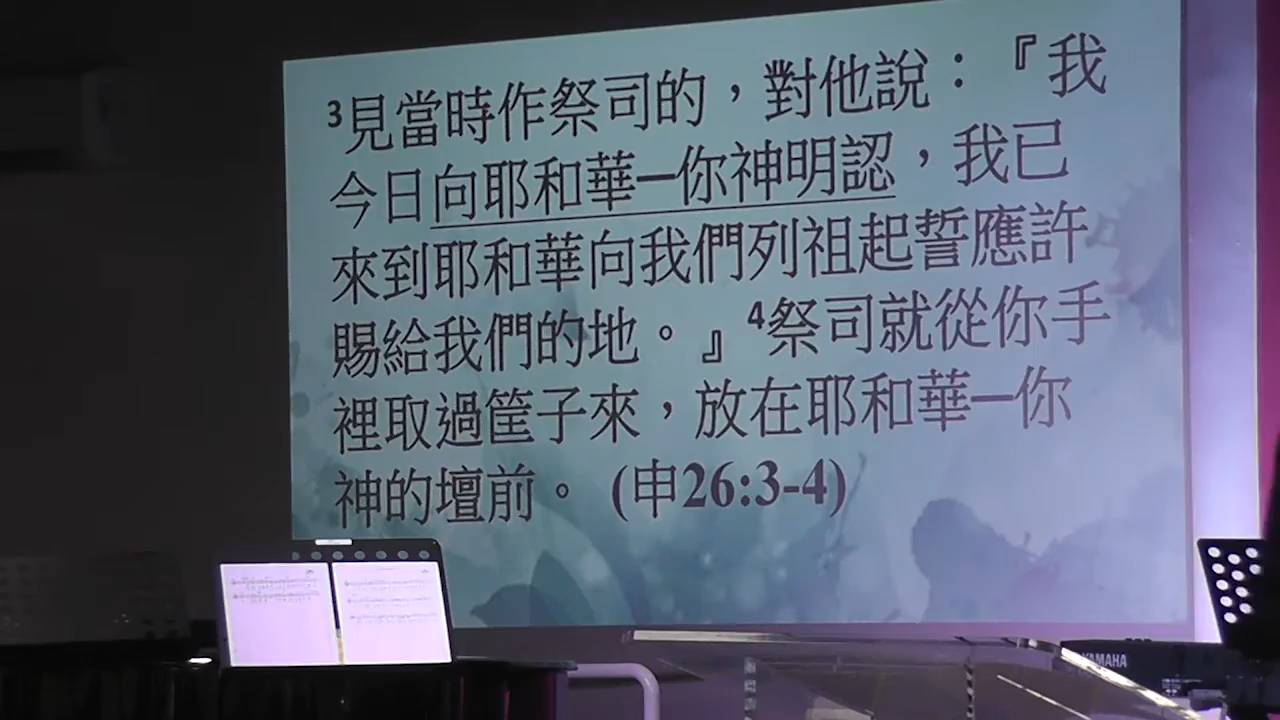 3見當時作祭司的，對他說：『我
今日向耶和華─你神明認，我已
來到耶和華向我們列祖起誓應許
賜給我們的地。』4祭司就從你手
裡取過筐子來，放在耶和華─你
神的壇前。 (申26:3-4)
YAMAHA